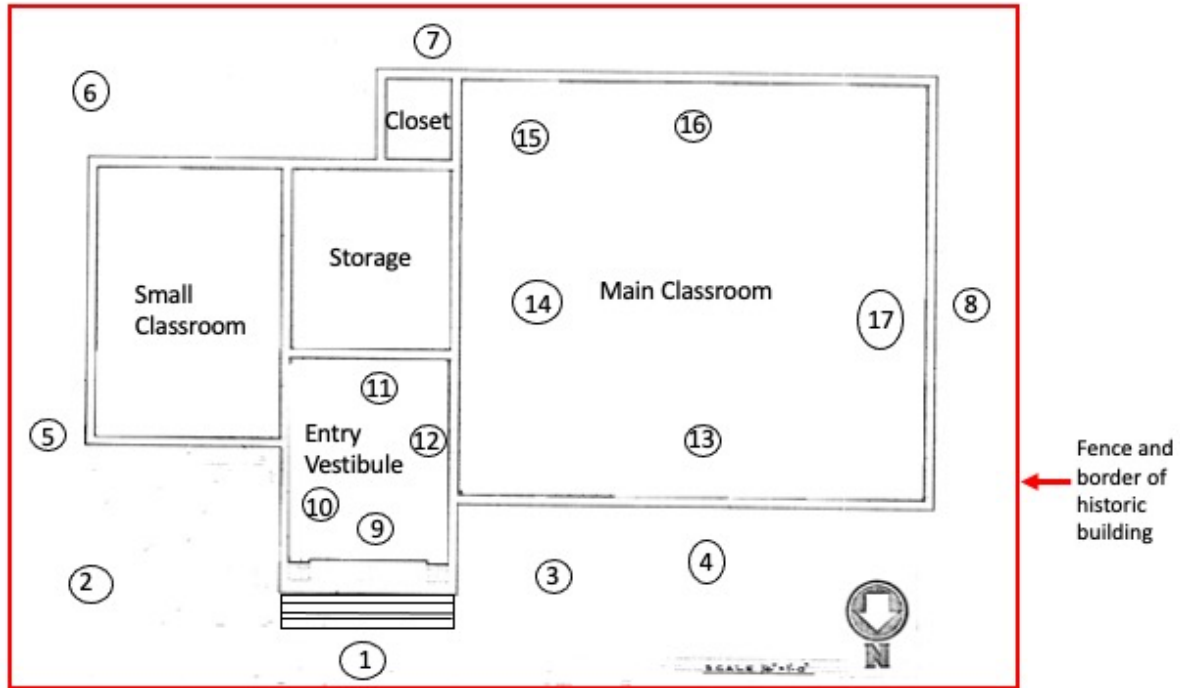 7
6
Closet
15
16
Storage
Small
Classroom
14
Main Classroom
17
8
11
5
Entry
Vestibule
12
13
10
9
Fence and
border of
historic
building
2
3
4
1
N
SCALE